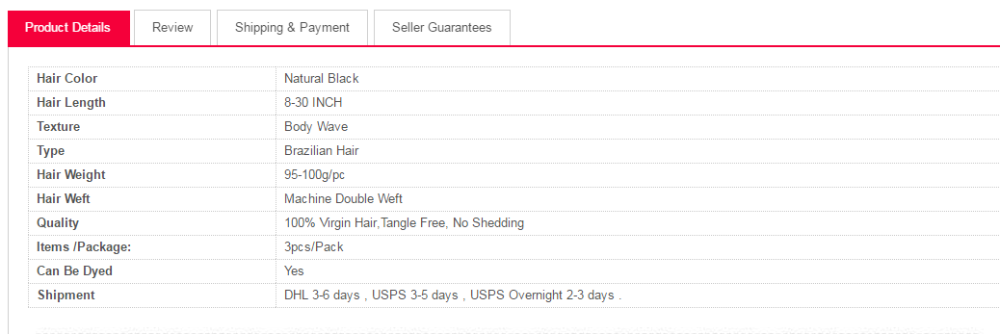 Product Details Review Shipping & Payment Seller Guarantees
Hair Color Natural Black
Hair Length 8-30 INCH
Texture Body Wave
Type Brazilian Hair
Hair Weight 95-100g/pc
Hair Weft Machine Double Weft
Quality 100% Virgin Hair,Tangle Free, No Shedding
Items /Package: 3pcs/Pack
Can Be Dyed Yes
Shipment DHL 3-6 days , USPS 3-5 days , USPS Overnight 2-3 days .